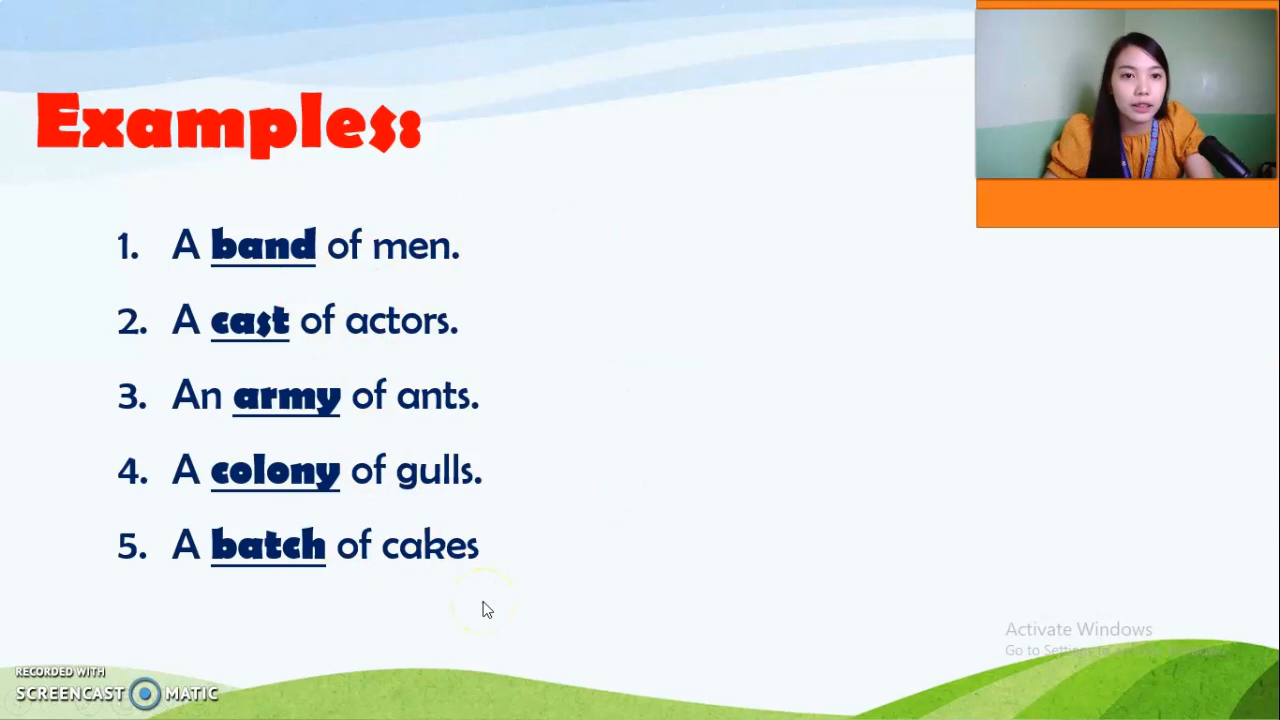 Examples:
1. A band of men.
2. A cast of actors.
3. An army of ants.
4. A colony of gulls.
5. A batch of cakes
Activate Windows
Go to Settings to activate Windows.
RECORDED WITH
SCREENCAST MATIC